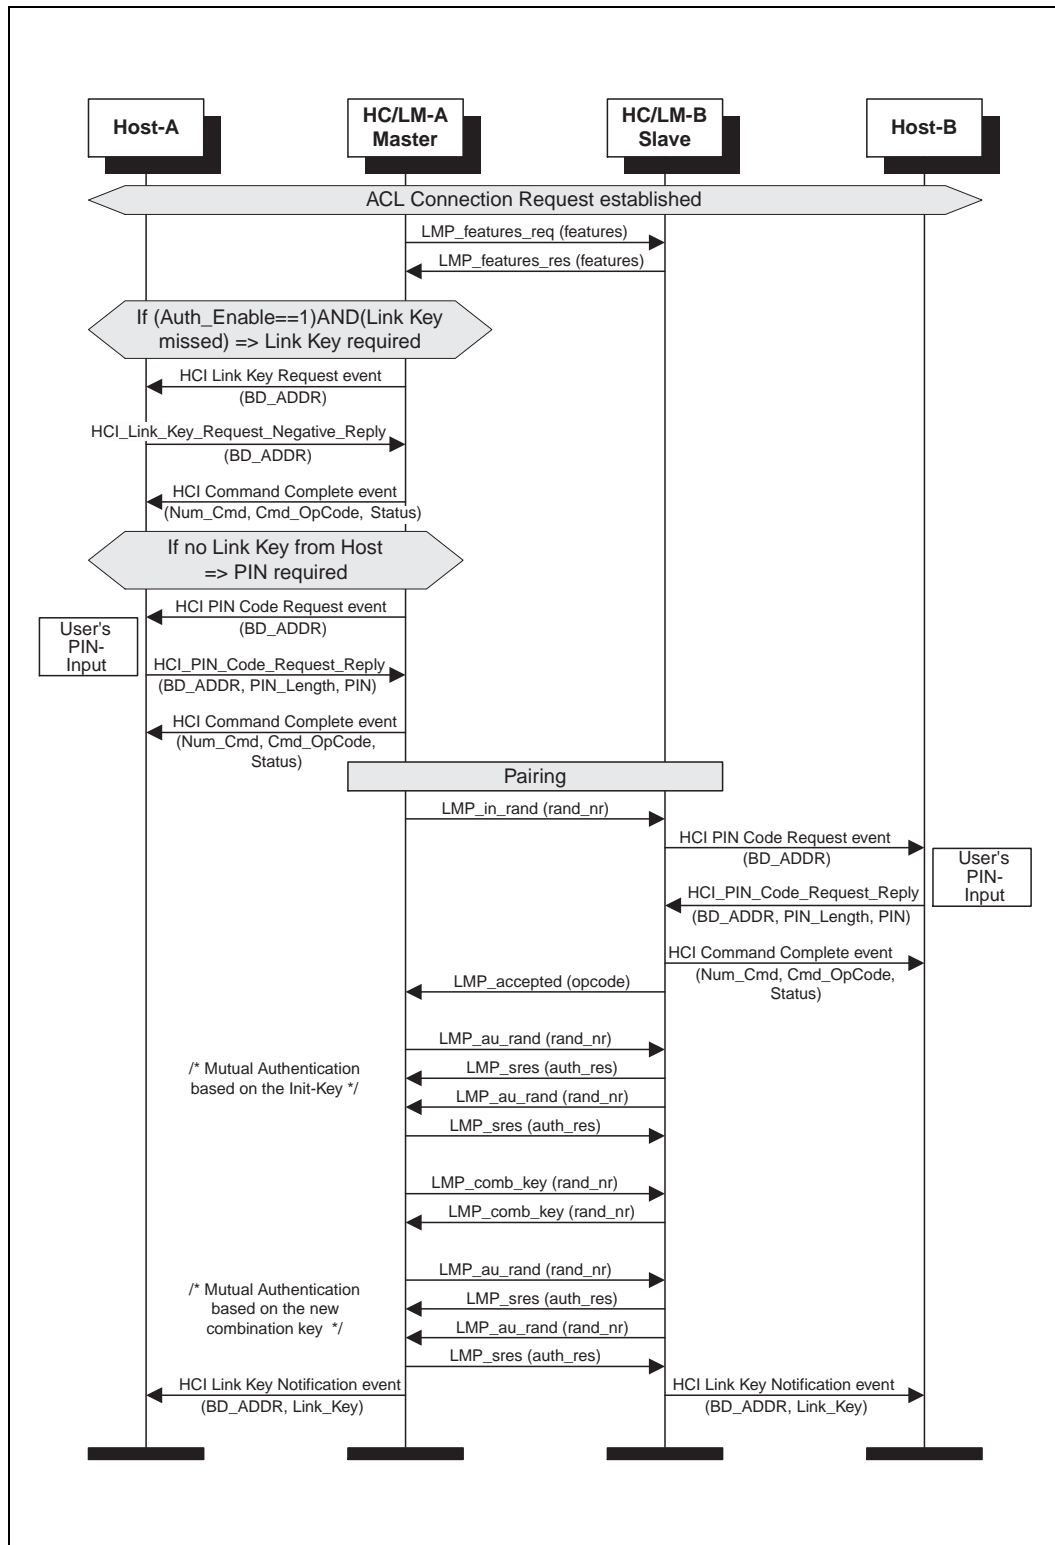 Host-A
HC/LM-A
Master
HC/LM-B
Slave
Host-B
ACL Connection Request established
LMP_features_req (features)
LMP_features_res (features)
If (Auth_Enable==1)AND(Link Key
missed) => Link Key required
HCI Link Key Request event
(BD_ADDR)
HCI_Link_Key_Request_Negative_Reply
(BD_ADDR)
HCI Command Complete event
(Num_Cmd, Cmd_OpCode, Status)
If no Link Key from Host
=> PIN required
HCI PIN Code Request event
(BD_ADDR)
User's
PIN-
Input
HCI_PIN_Code_Request_Reply
(BD_ADDR, PIN_Length, PIN)
HCI Command Complete event
(Num_Cmd, Cmd_OpCode,
Status)
Pairing
LMP_in_rand (rand_nr)
HCI PIN Code Request event
(BD_ADDR)
User's
PIN-
Input
HCI_PIN_Code_Request_Reply
(BD_ADDR, PIN_Length, PIN)
HCI Command Complete event
(Num_Cmd, Cmd_OpCode,
Status)
LMP_accepted (opcode)
LMP_au_rand (rand_nr)
/* Mutual Authentication
based on the Init-Key */
LMP_sres (auth_res)
LMP_au_rand (rand_nr)
LMP_sres (auth_res)
LMP_comb_key (rand_nr)
LMP_comb_key (rand_nr)
LMP_au_rand (rand_nr)
/* Mutual Authentication
based on the new
combination key */
LMP_sres (auth_res)
LMP_au_rand (rand_nr)
LMP_sres (auth_res)
HCI Link Key Notification event
(BD_ADDR, Link_Key)
HCI Link Key Notification event
(BD_ADDR, Link_Key)